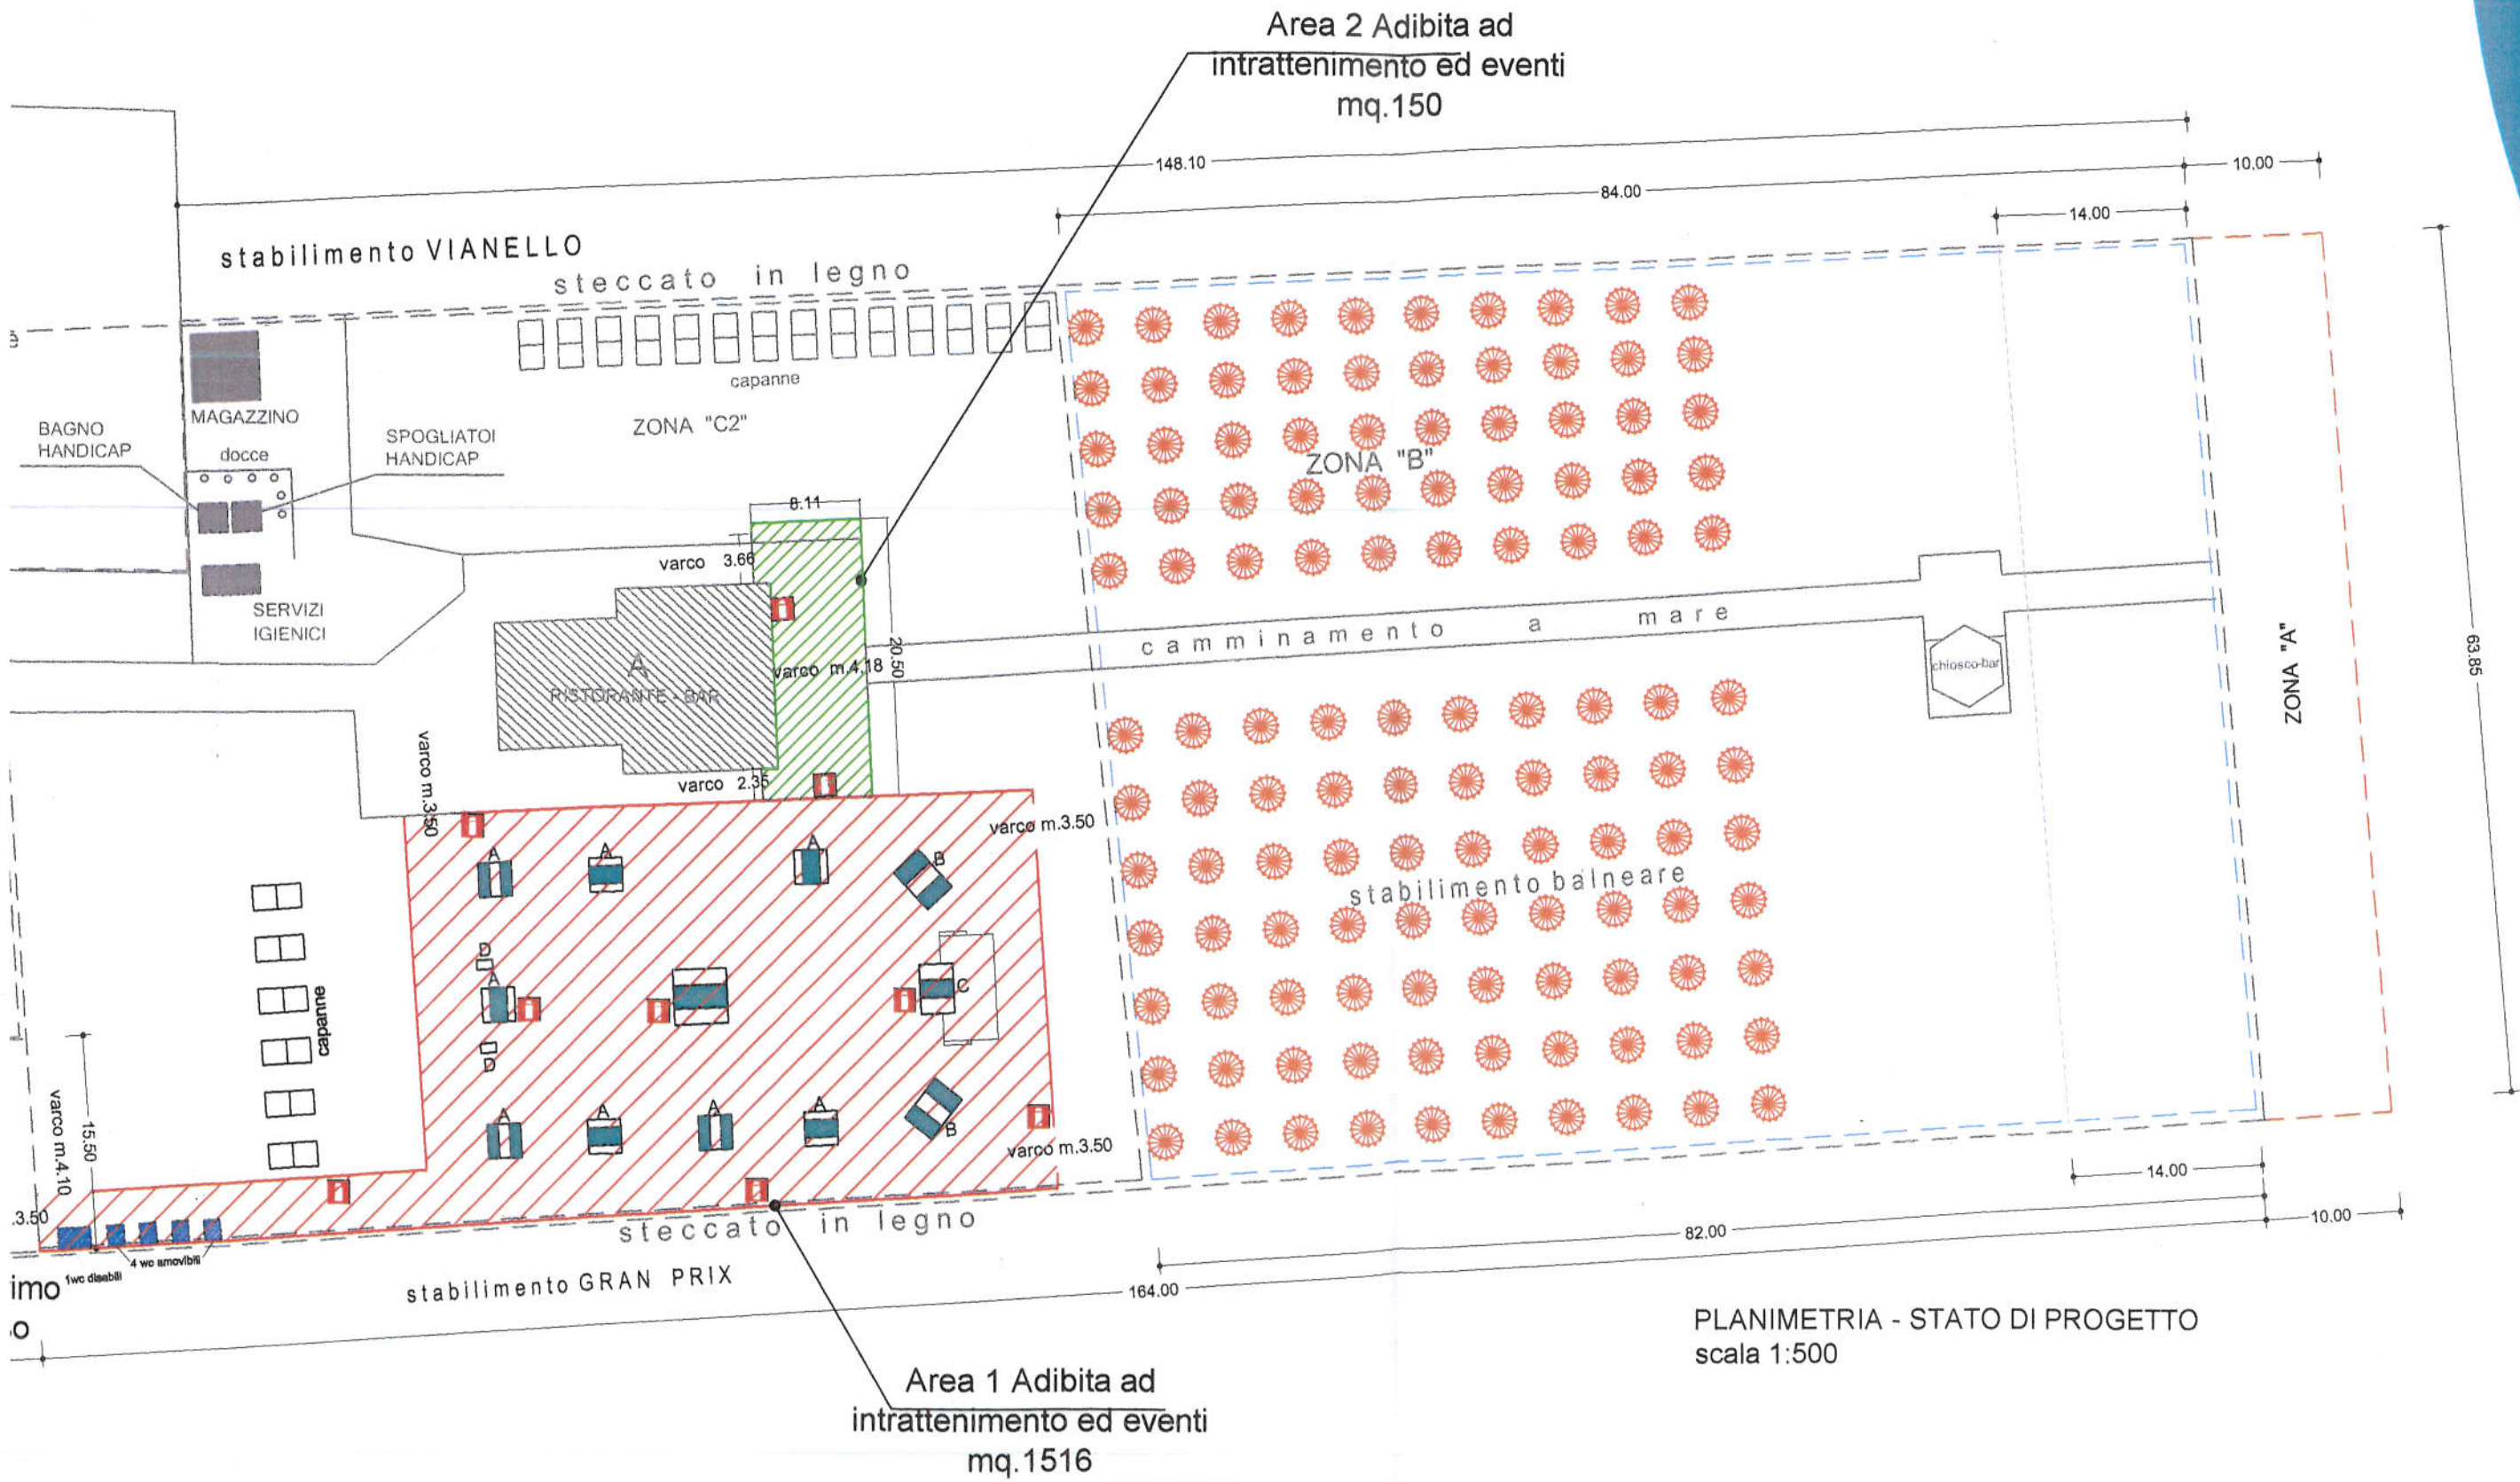 Area 2 Adibita ad
intrattenimento ed eventi
mq.150
148.10
10.00
84.00
14.00
stabilimento VIANELLO
steccato in legno
capanne
MAGAZZINO
ZONA "C2"
BAGNO
HANDICAP
docce
SPOGLIATOI
HANDICAP
ZONA "B"
8.11
varco 3.66
SERVIZI
IGIENICI
camminamento a mare
A
RISTORANTE - BAR
varco m.4.18
20.50
chiosco-bar
ZONA "A"
63.85
varco 2.35
varco m.3.50
varco m.3.50
A
A
A
B
stabilimento balneare
D
A
C
capanne
D
varco m.4.10
15.50
A
A
A
A
B
varco m.3.50
3.50
14.00
steccato in legno
10.00
82.00
imo
1wc disabili
4 wc amovibili
stabilimento GRAN PRIX
164.00
PLANIMETRIA - STATO DI PROGETTO
scala 1:500
Area 1 Adibita ad
intrattenimento ed eventi
mq.1516